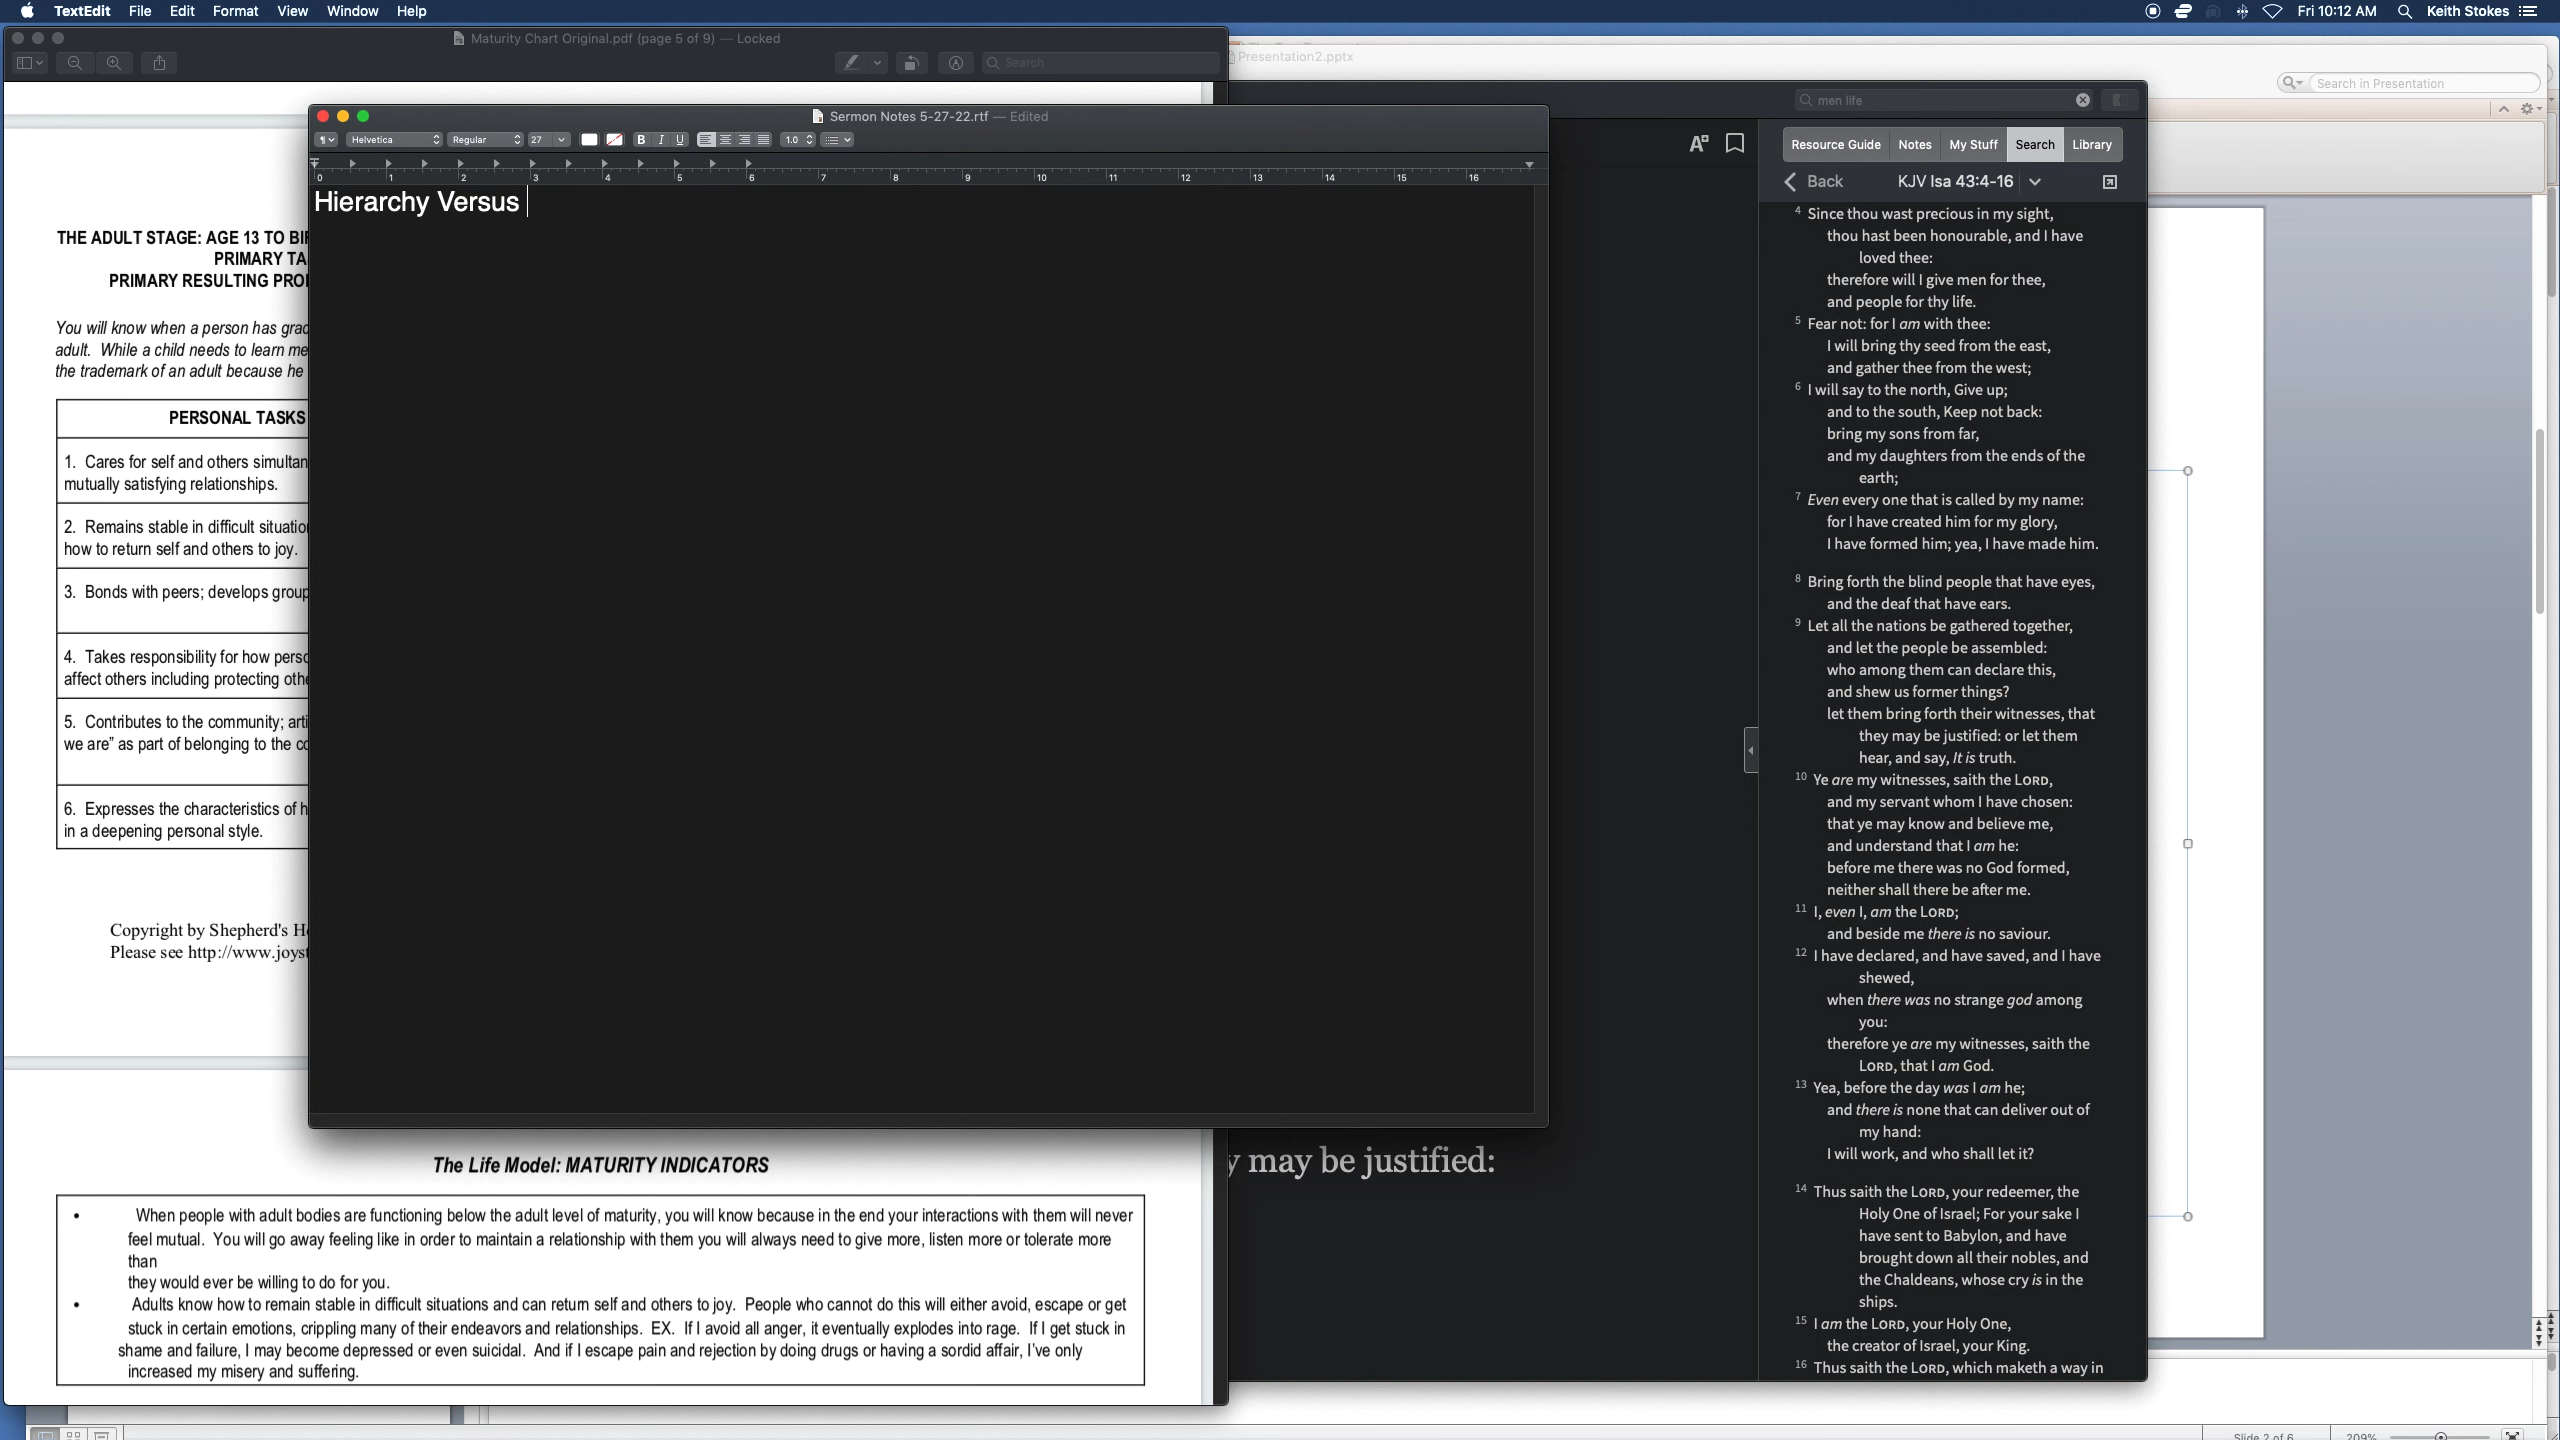 TextEdit File Edit Format View Window Help
Fri 10:12 AM Keith Stokes
Maturity Chart Original.pdf (page 5 of 9) — Locked
Search
Presentation2.pptx
Search in Presentation
THE ADULT STAGE: AGE 13 TO
PRIMARY
PRIMARY RESULTING
You will know when a person has
adult. While a child needs to learn
the trademark of an adult because he
PERSONAL TASKS
1. Cares for self and others
mutually satisfying relationships.
2. Remains stable in difficult
how to return self and others to joy.
3. Bonds with peers; develops group
4. Takes responsibility for how
affect others including protecting
5. Contributes to the community;
we are” as part of belonging to the
6. Expresses the characteristics of
in a deepening personal style.
Copyright by Shepherd's
Please see http://www.joyst
The Life Model: MATURITY INDICATORS
• When people with adult bodies are functioning below the adult level of maturity, you will know because in the end your interactions with them will never
feel mutual. You will go away feeling like in order to maintain a relationship with them you will always need to give more, listen more or tolerate more
than
they would ever be willing to do for you.
• Adults know how to remain stable in difficult situations and can return self and others to joy. People who cannot do this will either avoid, escape or get
stuck in certain emotions, crippling many of their endeavors and relationships. EX. If I avoid all anger, it eventually explodes into rage. If I get stuck in
shame and failure, I may become depressed or even suicidal. And if I escape pain and rejection by doing drugs or having a sordid affair, I've only
increased my misery and suffering.
Sermon Notes 5-27-22.rtf — Edited
Helvetica Regular 27 B I U 1.0
0 1 2 3 4 5 6 7 8 9 10 11 12 13 14 15 16
Hierarchy Versus
y may be justified:
men life
Resource Guide Notes My Stuff Search Library
Back KJV Isa 43:4-16
4 Since thou wast precious in my sight,
thou hast been honourable, and I have
loved thee:
therefore will I give men for thee,
and people for thy life.
5 Fear not: for I am with thee:
I will bring thy seed from the east,
and gather thee from the west;
6 I will say to the north, Give up;
and to the south, Keep not back:
bring my sons from far,
and my daughters from the ends of the
earth;
7 Even every one that is called by my name:
for I have created him for my glory,
I have formed him; yea, I have made him.
8 Bring forth the blind people that have eyes,
and the deaf that have ears.
9 Let all the nations be gathered together,
and let the people be assembled:
who among them can declare this,
and shew us former things?
let them bring forth their witnesses, that
they may be justified: or let them
hear, and say, It is truth.
10 Ye are my witnesses, saith the LORD,
and my servant whom I have chosen:
that ye may know and believe me,
and understand that I am he:
before me there was no God formed,
neither shall there be after me.
11 I, even I, am the LORD;
and beside me there is no saviour.
12 I have declared, and have saved, and I have
shewed,
when there was no strange god among
you:
therefore ye are my witnesses, saith the
LORD, that I am God.
13 Yea, before the day was I am he;
and there is none that can deliver out of
my hand:
I will work, and who shall let it?
14 Thus saith the LORD, your redeemer, the
Holy One of Israel; For your sake I
have sent to Babylon, and have
brought down all their nobles, and
the Chaldeans, whose cry is in the
ships.
15 I am the LORD, your Holy One,
the creator of Israel, your King.
16 Thus saith the LORD, which maketh a way in
Slide 2 of 6 209%